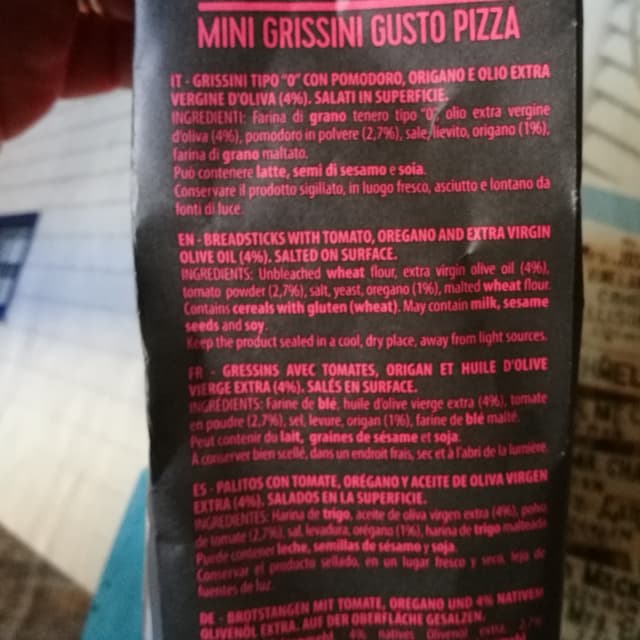 MINI GRISSINI GUSTO PIZZA
IT - GRISSINI TIPO "0" CON POMODORO, ORIGANO E OLIO EXTRA
VERGINE D'OLIVA (4%). SALATI IN SUPERFICIE.
INGREDIENTI: Farina di grano tenero tipo "0", olio extra vergine
d'oliva (4%), pomodoro in polvere (2,7%), sale, lievito, origano (1%),
farina di grano maltato.
Può contenere latte, semi di sesamo e soia.
Conservare il prodotto sigillato, in luogo fresco, asciutto e lontano da
fonti di luce.
EN - BREADSTICKS WITH TOMATO, OREGANO AND EXTRA VIRGIN
OLIVE OIL (4%). SALTED ON SURFACE.
INGREDIENTS: Unbleached wheat flour, extra virgin olive oil (4%),
tomato powder (2,7%), salt, yeast, oregano (1%), malted wheat flour.
Contains cereals with gluten (wheat). May contain milk, sesame
seeds and soy.
Keep the product sealed in a cool, dry place, away from light sources.
FR - GRESSINS AVEC TOMATES, ORIGAN ET HUILE D'OLIVE
VIERGE EXTRA (4%). SALÉS EN SURFACE.
INGRÉDIENTS: Farine de blé, huile d'olive vierge extra (4%), tomate
en poudre (2,7%), sel, levure, origan (1%), farine de blé malté.
Peut contenir du lait, graines de sésame et soja.
A conserver bien scellé, dans un endroit frais, sec et à l'abri de la lumière.
ES - PALITOS CON TOMATE, ORÉGANO Y ACEITE DE OLIVA VIRGEN
EXTRA (4%). SALADOS EN LA SUPERFICIE.
INGREDIENTES: Harina de trigo, aceite de oliva virgen extra (4%), polvo
de tomate (2,7%), sal, levadura, orégano (1%), harina de trigo malteado
Puede contener leche, semillas de sésamo y soja.
Conservar el producto sellado, en un lugar fresco y seco, lejos de
fuentes de luz.
DE - BROTSTANGEN MIT TOMATE, OREGANO UND 4% NATIVEM
OLIVENÖL EXTRA. AUF DER OBERFLÄCHE GESALZEN.